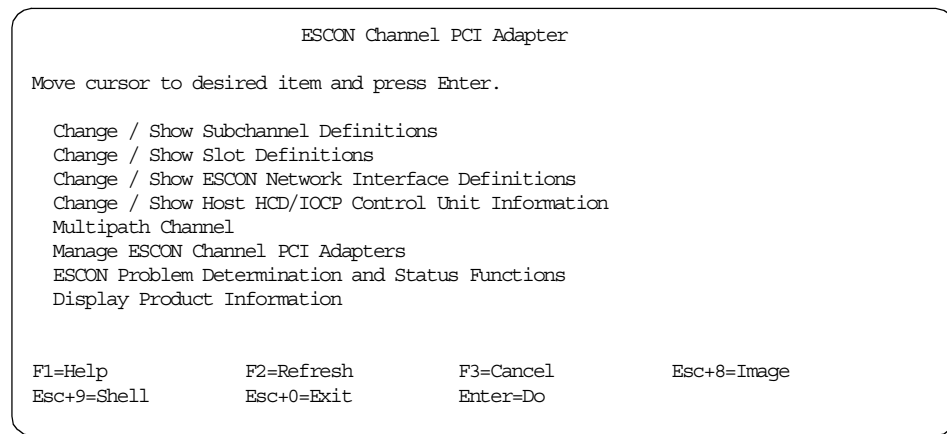 ESCON Channel PCI Adapter
Move cursor to desired item and press Enter.
Change / Show Subchannel Definitions
Change / Show Slot Definitions
Change / Show ESCON Network Interface Definitions
Change / Show Host HCD/IOCP Control Unit Information
Multipath Channel
Manage ESCON Channel PCI Adapters
ESCON Problem Determination and Status Functions
Display Product Information
F1=Help F2=Refresh F3=Cancel Esc+8=Image
Esc+9=Shell Esc+0=Exit Enter=Do